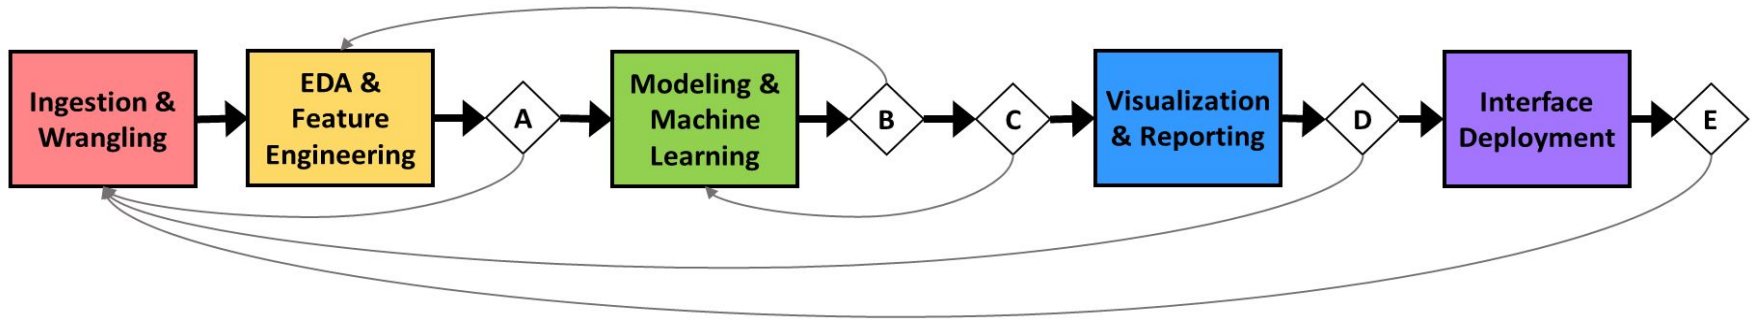 Ingestion &
Wrangling
EDA &
Feature
Engineering
A
Modeling &
Machine
Learning
B
C
Visualization
& Reporting
D
Interface
Deployment
E